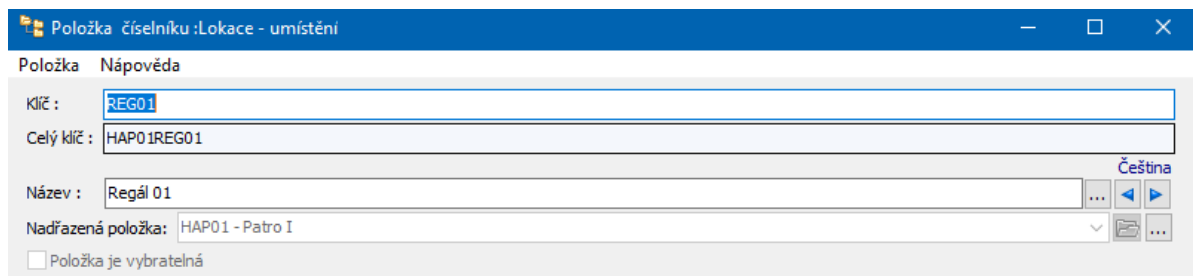 Položka číselníku :Lokace - umístění
Položka Nápověda
Klíč : REG01
Celý klíč : HAP01REG01
Čeština
Název : Regál 01 ...
Nadřazená položka: HAP01 - Patro I ...
Položka je vybratelná